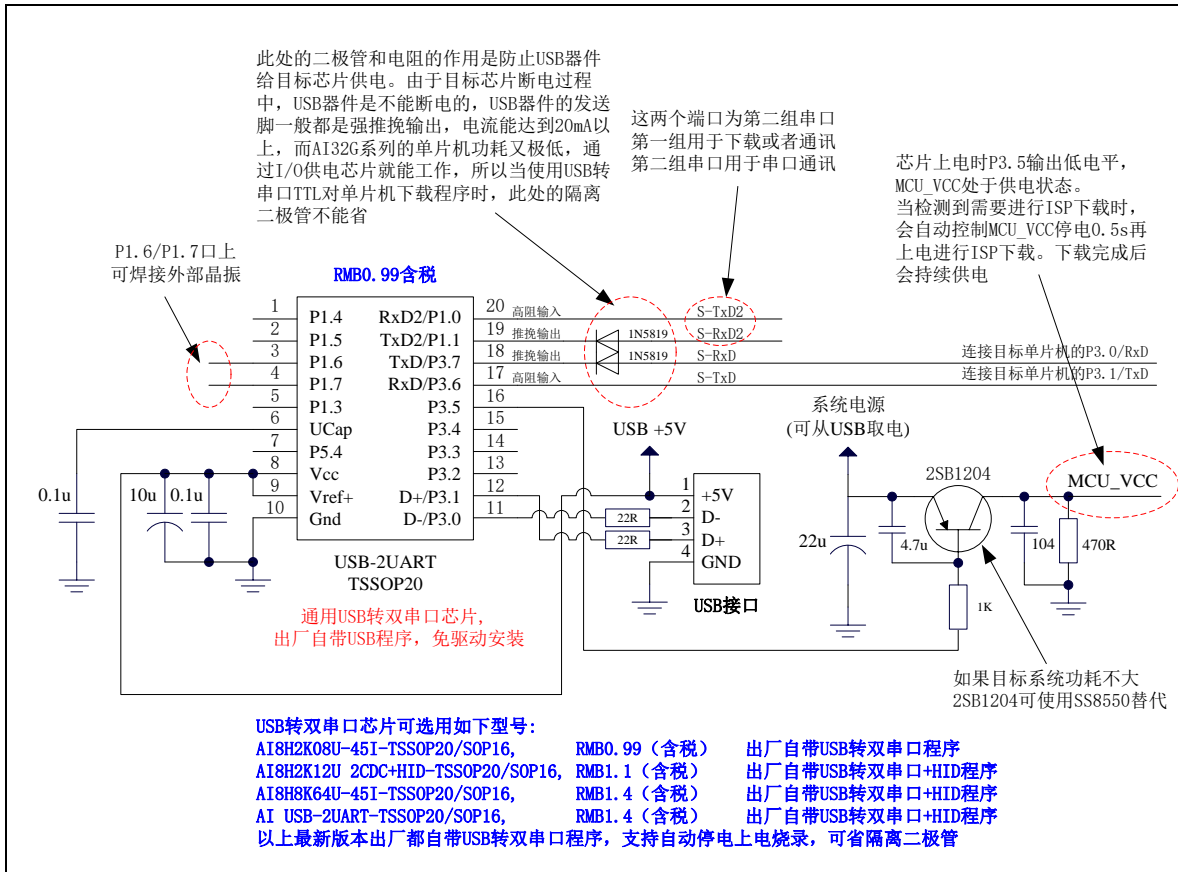 此处的二极管和电阻的作用是防止USB器件
给目标芯片供电。由于目标芯片断电过程
中，USB器件是不能断电的，USB器件的发送
脚一般都是强推挽输出，电流能达到20mA以
上，而AI32G系列的单片机功耗又极低，通
过I/O供电芯片就能工作，所以当使用USB转
串口TTL对单片机下载程序时，此处的隔离
二极管不能省
这两个端口为第二组串口
第一组用于下载或者通讯
第二组串口用于串口通讯
芯片上电时P3.5输出低电平，
MCU_VCC处于供电状态。
当检测到需要进行ISP下载时，
会自动控制MCU_VCC停电0.5s再
上电进行ISP下载。下载完成后
会持续供电
P1.6/P1.7口上
可焊接外部晶振
RMB0.99含税
1 P1.4 RxD2/P1.0 20 高阻输入 S-TxD2
2 P1.5 TxD2/P1.1 19 推挽输出 1N5819 S-RxD2
3 P1.6 TxD/P3.7 18 推挽输出 1N5819 S-RxD 连接目标单片机的P3.0/RxD
4 P1.7 RxD/P3.6 17 高阻输入 S-TxD 连接目标单片机的P3.1/TxD
5 P1.3 P3.5 16
6 UCap P3.4 15
7 P5.4 P3.3 14
8 Vcc P3.2 13
9 Vref+ D+/P3.1 12
10 Gnd D-/P3.0 11
USB-2UART
TSSOP20
0.1u
10u
0.1u
通用USB转双串口芯片，
出厂自带USB程序，免驱动安装
USB +5V
22R
22R
1 +5V
2 D-
3 D+
4 GND
USB接口
系统电源
(可从USB取电)
2SB1204
MCU_VCC
22u
4.7u
104
470R
1K
如果目标系统功耗不大
2SB1204可使用SS8550替代
USB转双串口芯片可选用如下型号:
AI8H2K08U-45I-TSSOP20/SOP16, RMB0.99（含税） 出厂自带USB转双串口程序
AI8H2K12U 2CDC+HID-TSSOP20/SOP16, RMB1.1（含税） 出厂自带USB转双串口+HID程序
AI8H8K64U-45I-TSSOP20/SOP16, RMB1.4（含税） 出厂自带USB转双串口+HID程序
AI USB-2UART-TSSOP20/SOP16, RMB1.4（含税） 出厂自带USB转双串口+HID程序
以上最新版本出厂都自带USB转双串口程序，支持自动停电上电烧录，可省隔离二极管